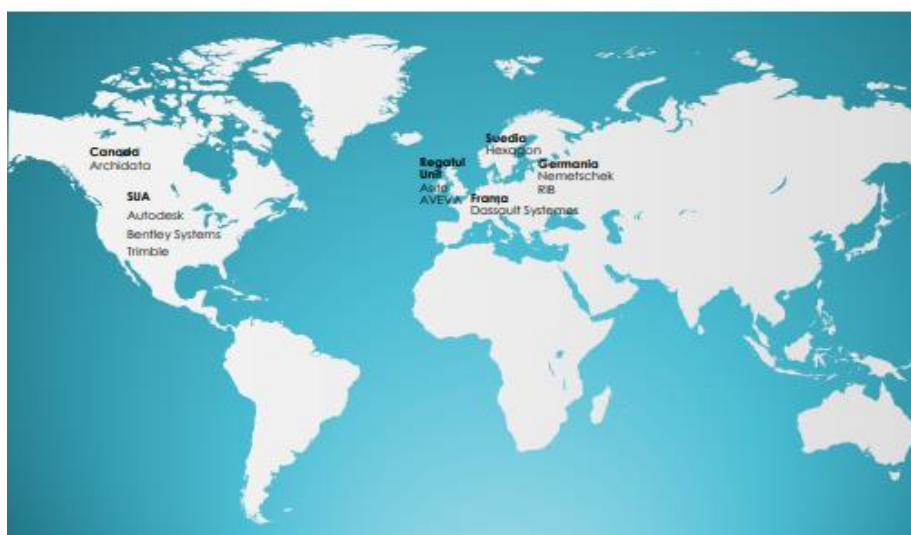 Canada
Archidata
SUA
Autodesk
Bentley Systems
Trimble
Regatul
Unit
Asite
AVEVA
Suedia
Hexagon
Germania
Nemetschek
RIB
Franța
Dassault Systemes